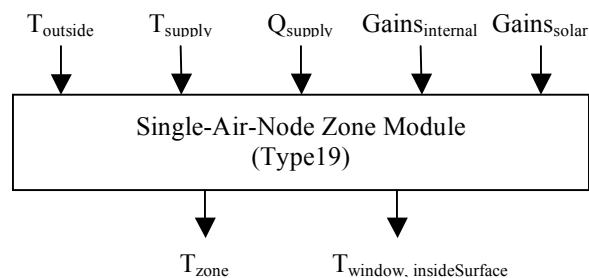 Toutside Tsupply Qsupply Gainsinternal Gainssolar
Single-Air-Node Zone Module
(Type19)
Tzone Twindow, insideSurface